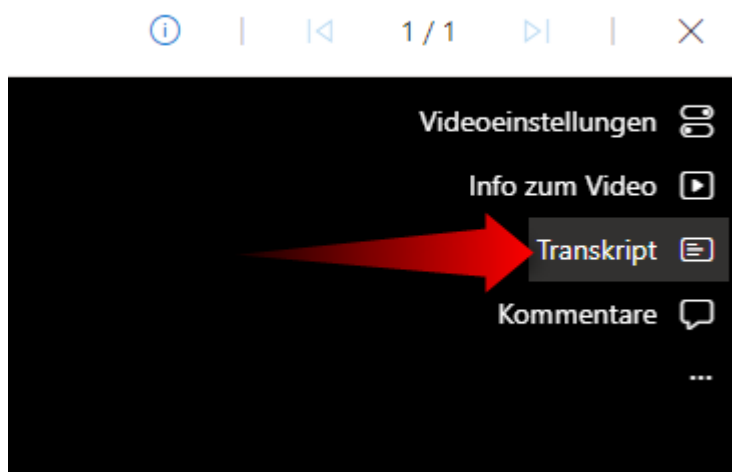 1 / 1
Videoeinstellungen
Info zum Video
Transkript
Kommentare
...